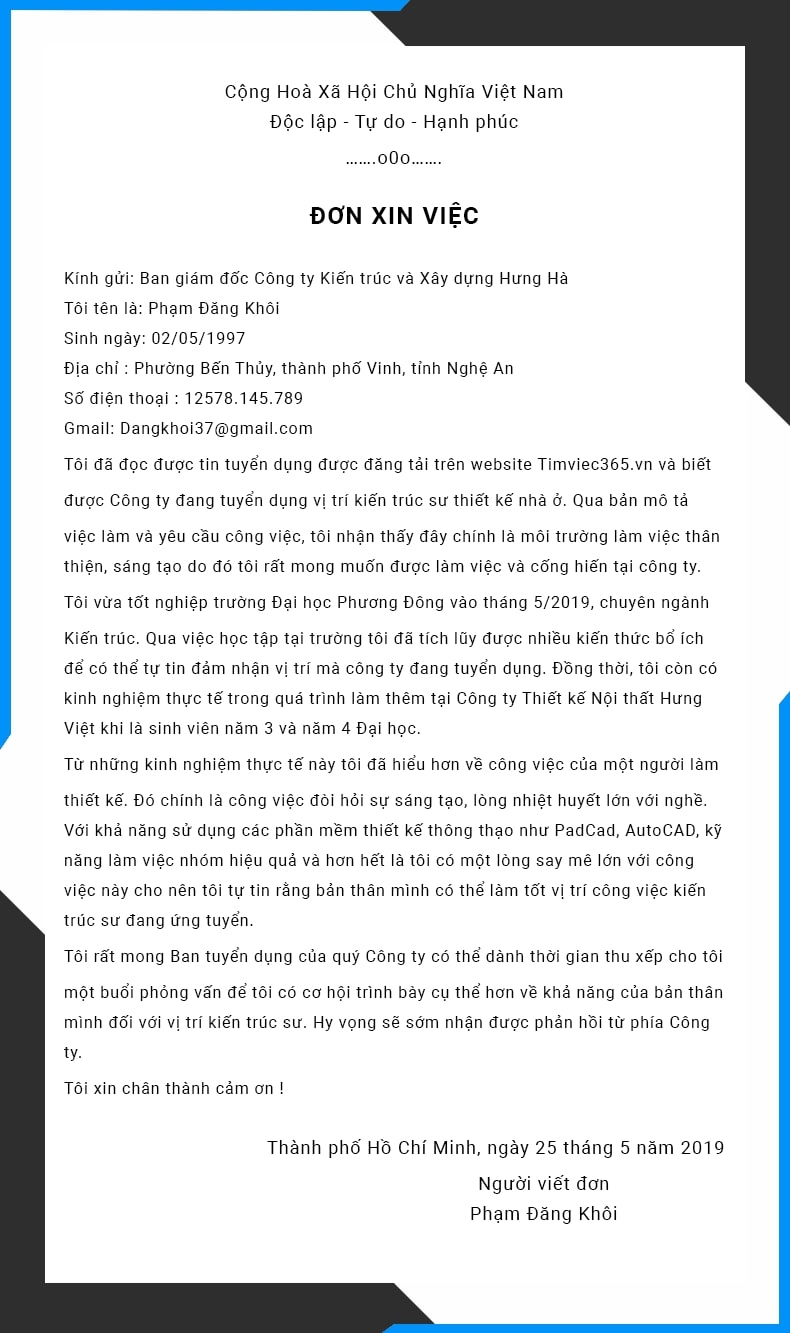 Cộng Hoà Xã Hội Chủ Nghĩa Việt Nam
Độc lập - Tự do - Hạnh phúc
…….o0o…….
ĐƠN XIN VIỆC
Kính gửi: Ban giám đốc Công ty Kiến trúc và Xây dựng Hưng Hà
Tôi tên là: Phạm Đăng Khôi
Sinh ngày: 02/05/1997
Địa chỉ : Phường Bến Thủy, thành phố Vinh, tỉnh Nghệ An
Số điện thoại : 12578.145.789
Gmail: Dangkhoi37@gmail.com
Tôi đã đọc được tin tuyển dụng được đăng tải trên website Timviec365.vn và biết
được Công ty đang tuyển dụng vị trí kiến trúc sư thiết kế nhà ở. Qua bản mô tả
việc làm và yêu cầu công việc, tôi nhận thấy đây chính là môi trường làm việc thân
thiện, sáng tạo do đó tôi rất mong muốn được làm việc và cống hiến tại công ty.
Tôi vừa tốt nghiệp trường Đại học Phương Đông vào tháng 5/2019, chuyên ngành
Kiến trúc. Qua việc học tập tại trường tôi đã tích lũy được nhiều kiến thức bổ ích
để có thể tự tin đảm nhận vị trí mà công ty đang tuyển dụng. Đồng thời, tôi còn có
kinh nghiệm thực tế trong quá trình làm thêm tại Công ty Thiết kế Nội thất Hưng
Việt khi là sinh viên năm 3 và năm 4 Đại học.
Từ những kinh nghiệm thực tế này tôi đã hiểu hơn về công việc của một người làm
thiết kế. Đó chính là công việc đòi hỏi sự sáng tạo, lòng nhiệt huyết lớn với nghề.
Với khả năng sử dụng các phần mềm thiết kế thông thạo như PadCad, AutoCAD, kỹ
năng làm việc nhóm hiệu quả và hơn hết là tôi có một lòng say mê lớn với công
việc này cho nên tôi tự tin rằng bản thân mình có thể làm tốt vị trí công việc kiến
trúc sư đang ứng tuyển.
Tôi rất mong Ban tuyển dụng của quý Công ty có thể dành thời gian thu xếp cho tôi
một buổi phỏng vấn để tôi có cơ hội trình bày cụ thể hơn về khả năng của bản thân
mình đối với vị trí kiến trúc sư. Hy vọng sẽ sớm nhận được phản hồi từ phía Công
ty.
Tôi xin chân thành cảm ơn !
Thành phố Hồ Chí Minh, ngày 25 tháng 5 năm 2019
Người viết đơn
Phạm Đăng Khôi